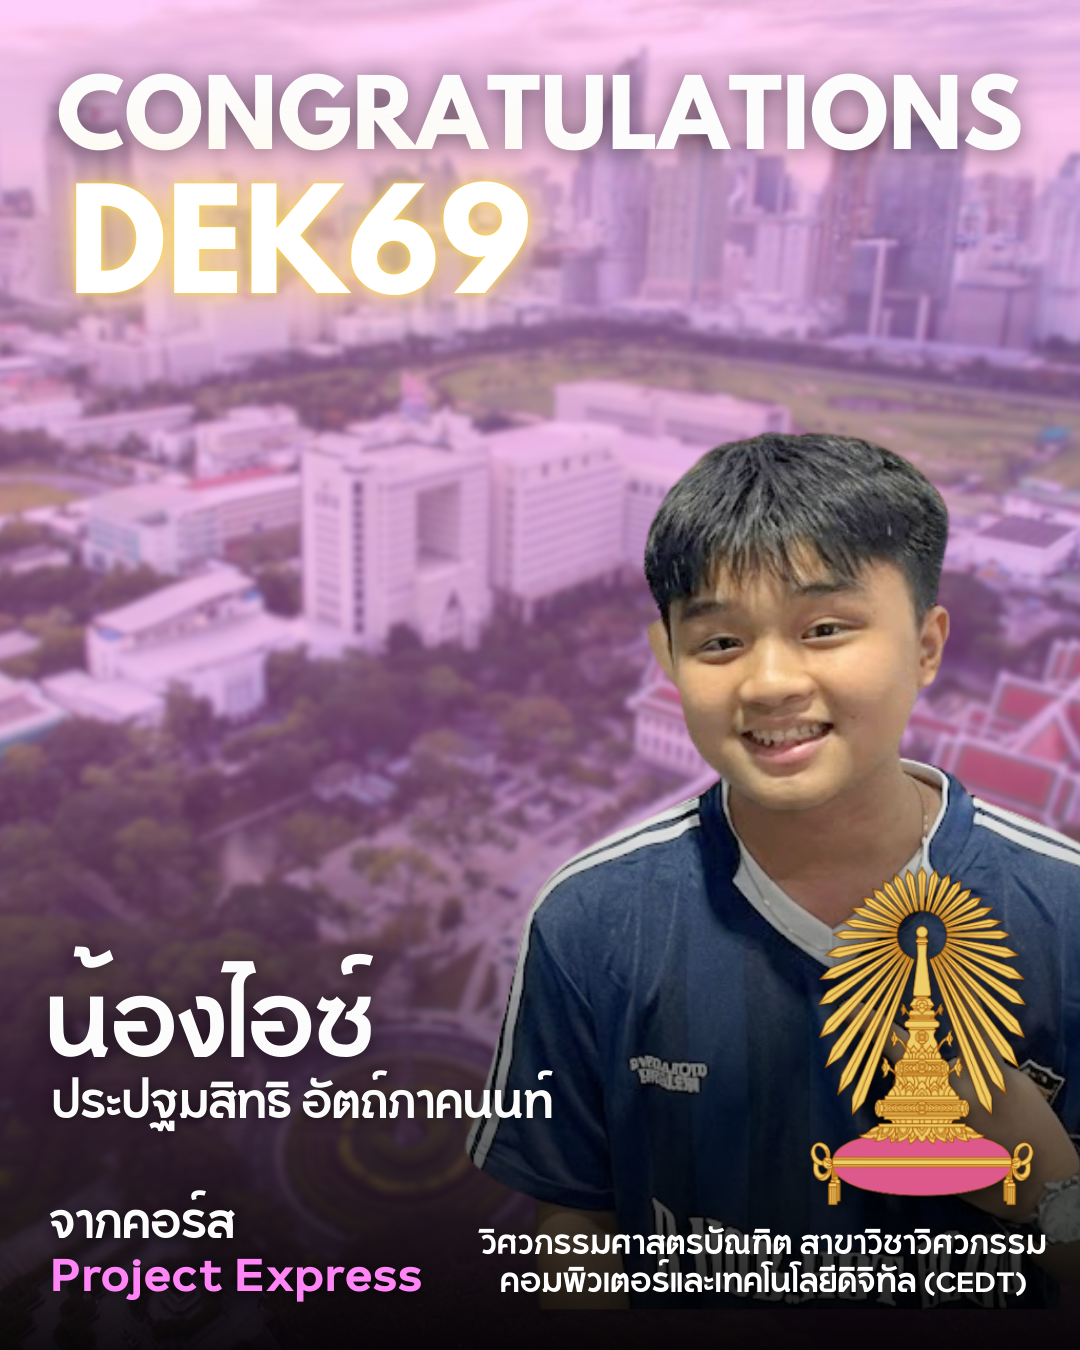 CONGRATULATIONS
DEK69
น้องไอซ์
ประปฐมสิทธิ อัตถ์ภาคนนท์
จากคอร์ส
Project Express
วิศวกรรมศาสตรบัณฑิต สาขาวิชาวิศวกรรม
คอมพิวเตอร์และเทคโนโลยีดิจิทัล (CEDT)